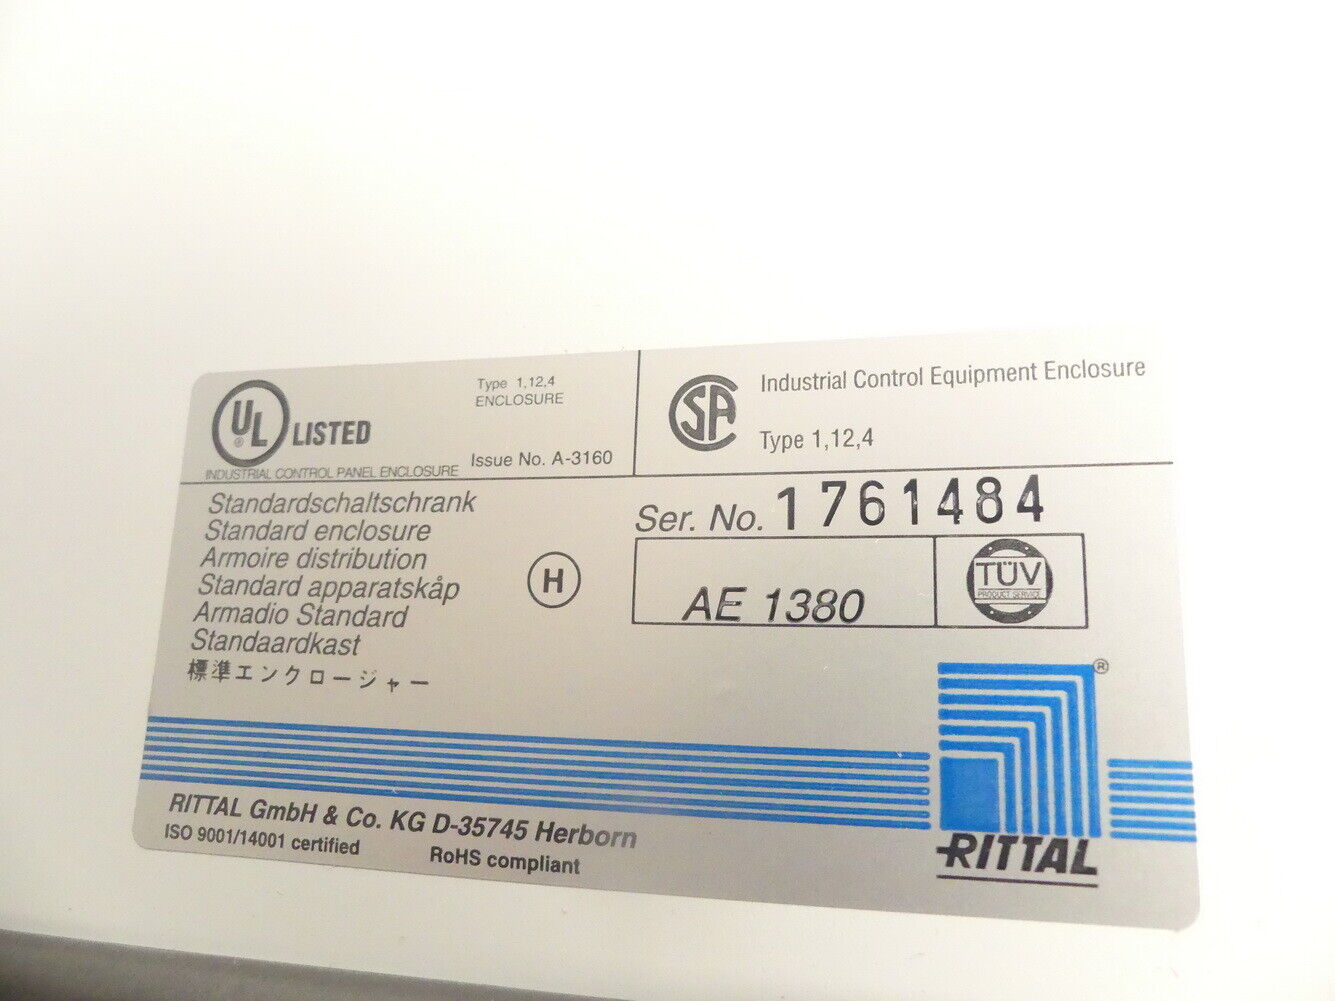 UL ® LISTED
INDUSTRIAL CONTROL PANEL ENCLOSURE
Type 1,12,4
ENCLOSURE
Issue No. A-3160
SA
Industrial Control Equipment Enclosure
Type 1,12,4
Standardschaltschrank
Standard enclosure
Armoire distribution
Standard apparatskåp
Armadio Standard
Standaardkast
標準エンクロージャー
H
Ser. No. 1761484
AE 1380
TÜV
PRODUCT SERVICE
®
RITTAL
RITTAL GmbH & Co. KG D-35745 Herborn
ISO 9001/14001 certified RoHS compliant